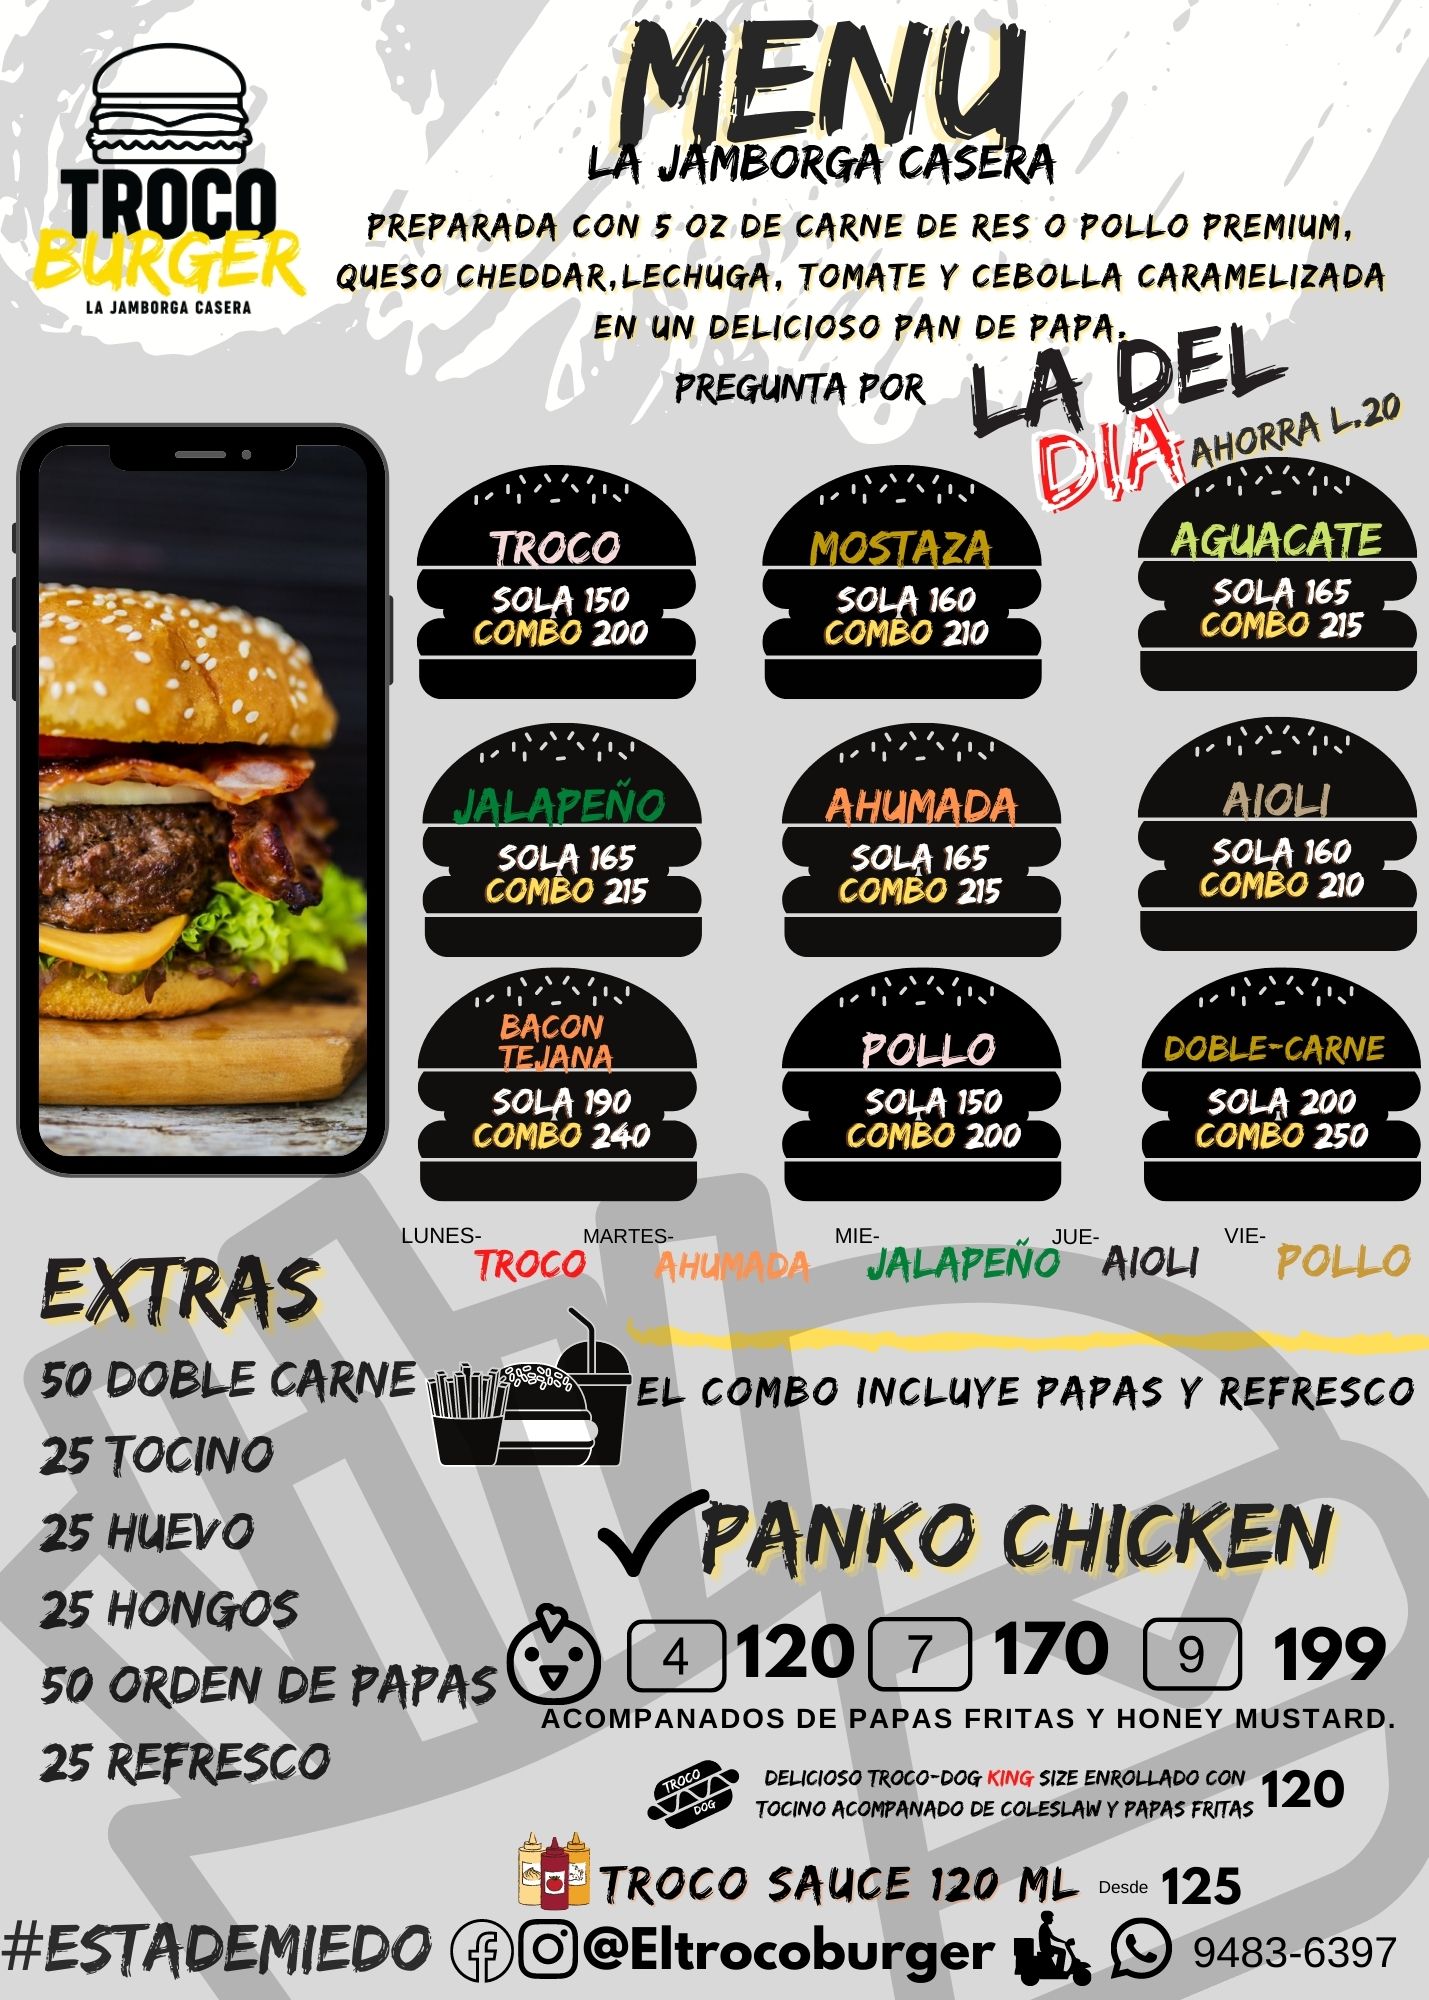 TROCO
BURGER
LA JAMBORGA CASERA
MENU
LA JAMBORGA CASERA
PREPARADA CON 5 OZ DE CARNE DE RES O POLLO PREMIUM,
QUESO CHEDDAR,LECHUGA, TOMATE Y CEBOLLA CARAMELIZADA
EN UN DELICIOSO PAN DE PAPA.
PREGUNTA POR
LA DEL
DIA
AHORRA L.20
TROCO
SOLA 150
COMBO 200
MOSTAZA
SOLA 160
COMBO 210
AGUACATE
SOLA 165
COMBO 215
JALAPEÑO
SOLA 165
COMBO 215
AHUMADA
SOLA 165
COMBO 215
AIOLI
SOLA 160
COMBO 210
BACON
TEJANA
SOLA 190
COMBO 240
POLLO
SOLA 150
COMBO 200
DOBLE-CARNE
SOLA 200
COMBO 250
LUNES- TROCO
MARTES- AHUMADA
MIE- JALAPEÑO
JUE- AIOLI
VIE- POLLO
EXTRAS
50 DOBLE CARNE
25 TOCINO
25 HUEVO
25 HONGOS
50 ORDEN DE PAPAS
25 REFRESCO
EL COMBO INCLUYE PAPAS Y REFRESCO
PANKO CHICKEN
4 120 7 170 9 199
ACOMPANADOS DE PAPAS FRITAS Y HONEY MUSTARD.
TROCO
DOG
DELICIOSO TROCO-DOG KING SIZE ENROLLADO CON
TOCINO ACOMPANADO DE COLESLAW Y PAPAS FRITAS
120
TROCO SAUCE 120 ML Desde 125
#ESTADEMIEDO @Eltrocoburger 9483-6397